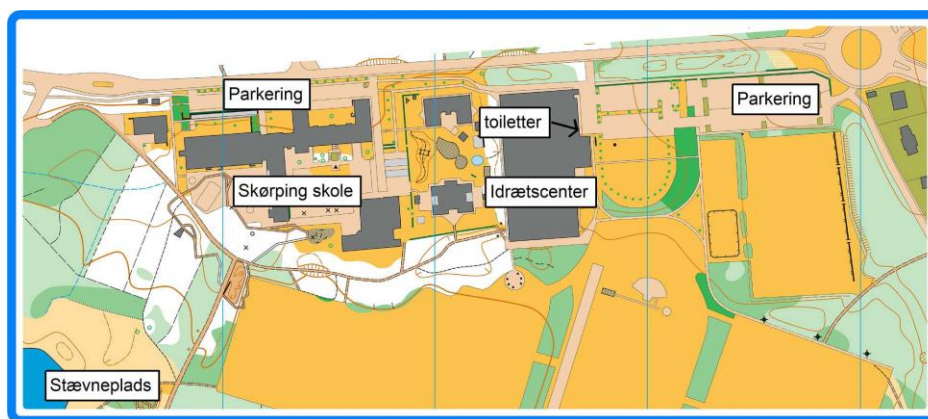 Parkering
Parkering
toiletter
Skørping skole
Idrætscenter
Stævneplads